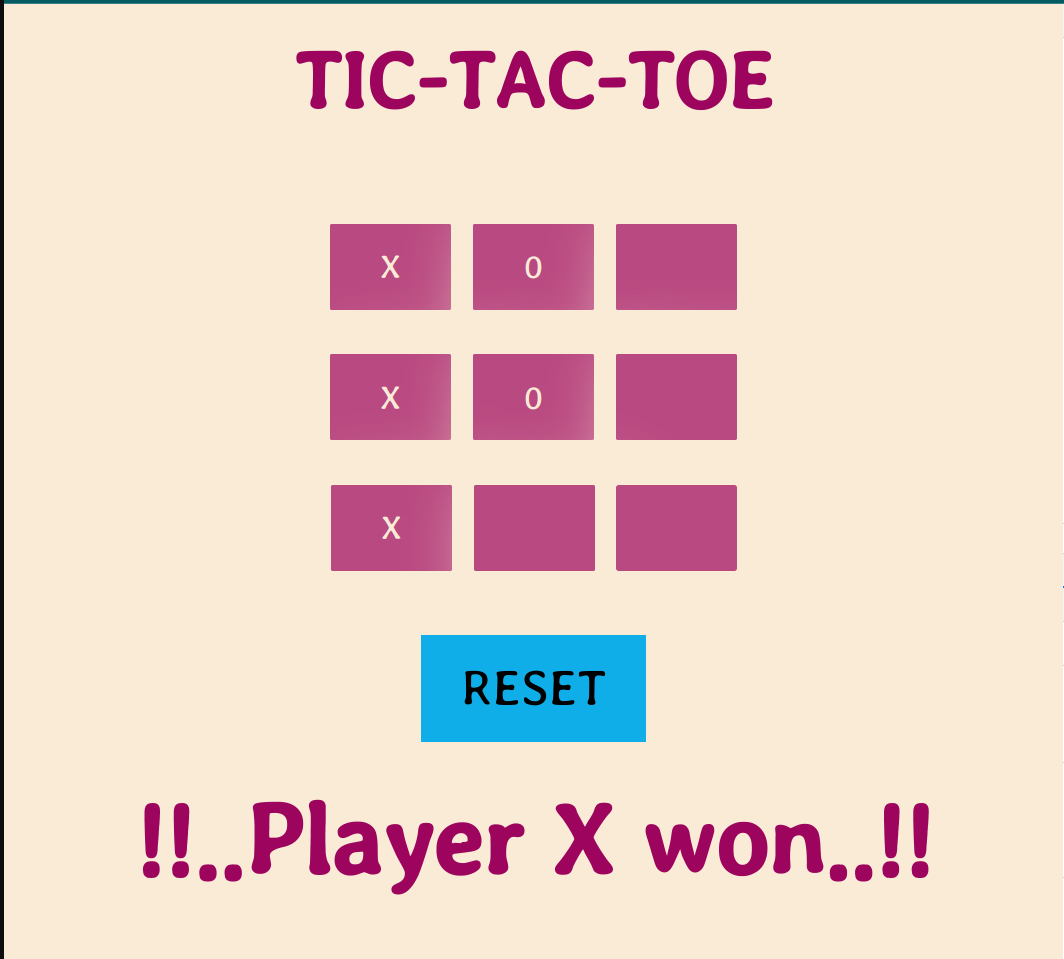 TIC-TAC-TOE
X 0
X 0
X
RESET
!!..Player X won..!!